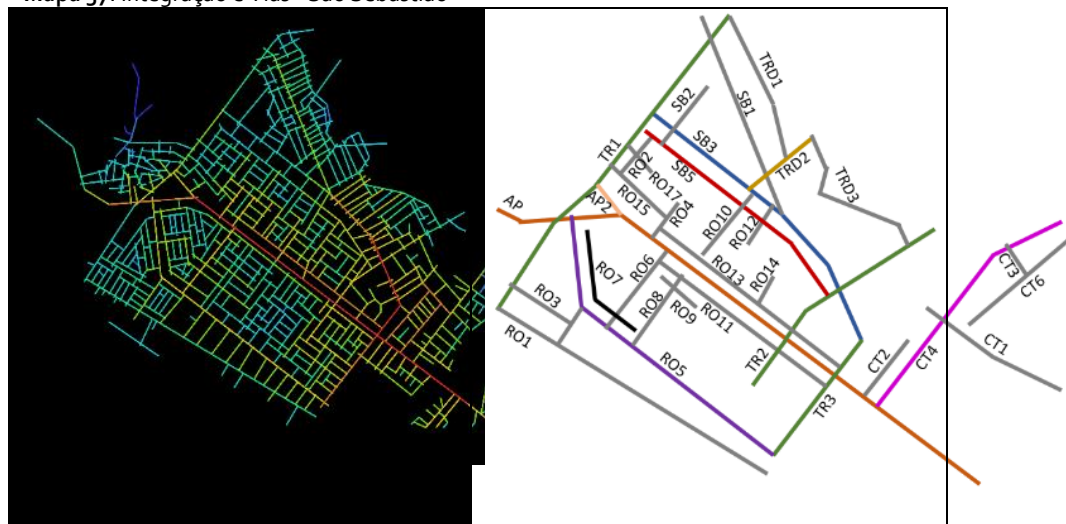 Mapa 37: Integração e Vias - São Sebastião
TRD1
SB2
SB1
SB3
TR1
RO2
SB5
TRD2
RO17
TRD3
RO15
RO4
AP2
AP
RO10
RO12
RO6
RO13
RO7
RO14
CT3
CT6
RO3
RO8
RO9
RO11
RO1
CT1
RO5
TR2
CT2
CT4
TR3